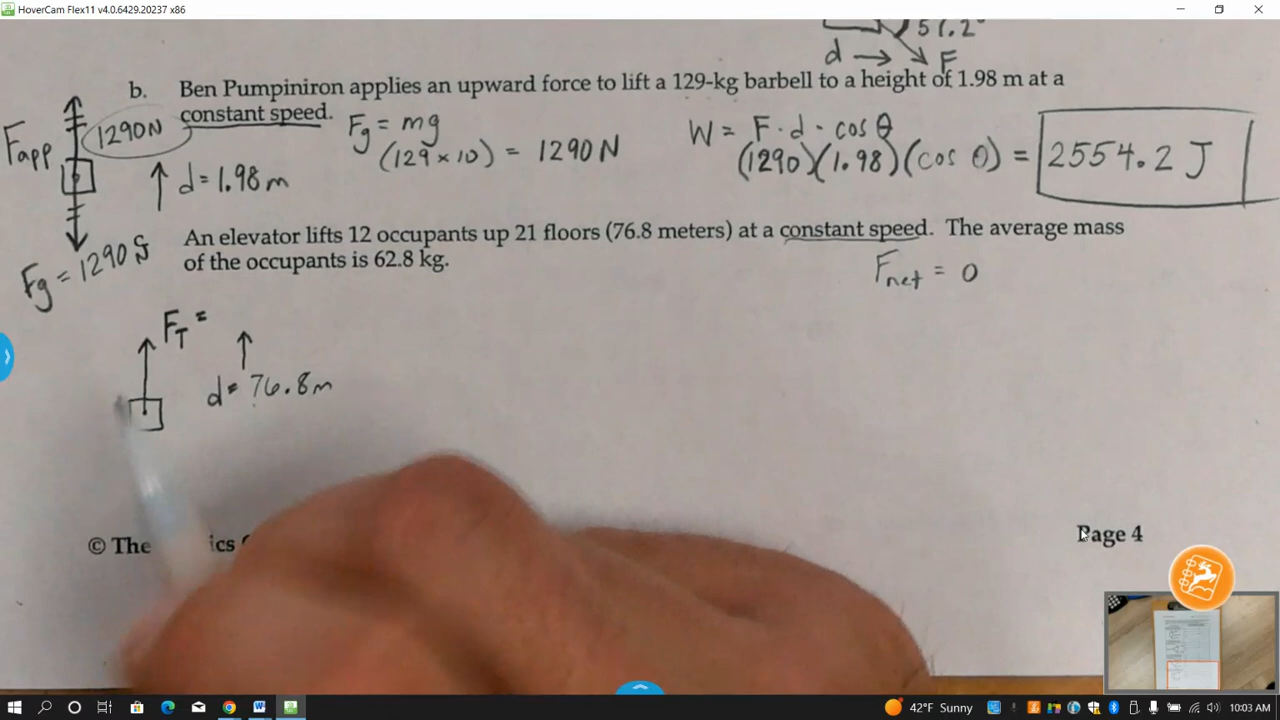 HoverCam Flex11 v4.0.6429.20237 x86
51.2°
d → F
b. Ben Pumpiniron applies an upward force to lift a 129-kg barbell to a height of 1.98 m at a
constant speed.
Fapp
1290N
Fg = mg
(129 × 10) = 1290 N
d = 1.98 m
W = F · d · cos θ
(1290)(1.98)(cos 0) = 2554.2 J
Fg = 1290
An elevator lifts 12 occupants up 21 floors (76.8 meters) at a constant speed. The average mass
of the occupants is 62.8 kg.
Fnet = 0
FT =
d = 76.8m
© The
ics
Page 4
42°F Sunny
10:03 AM